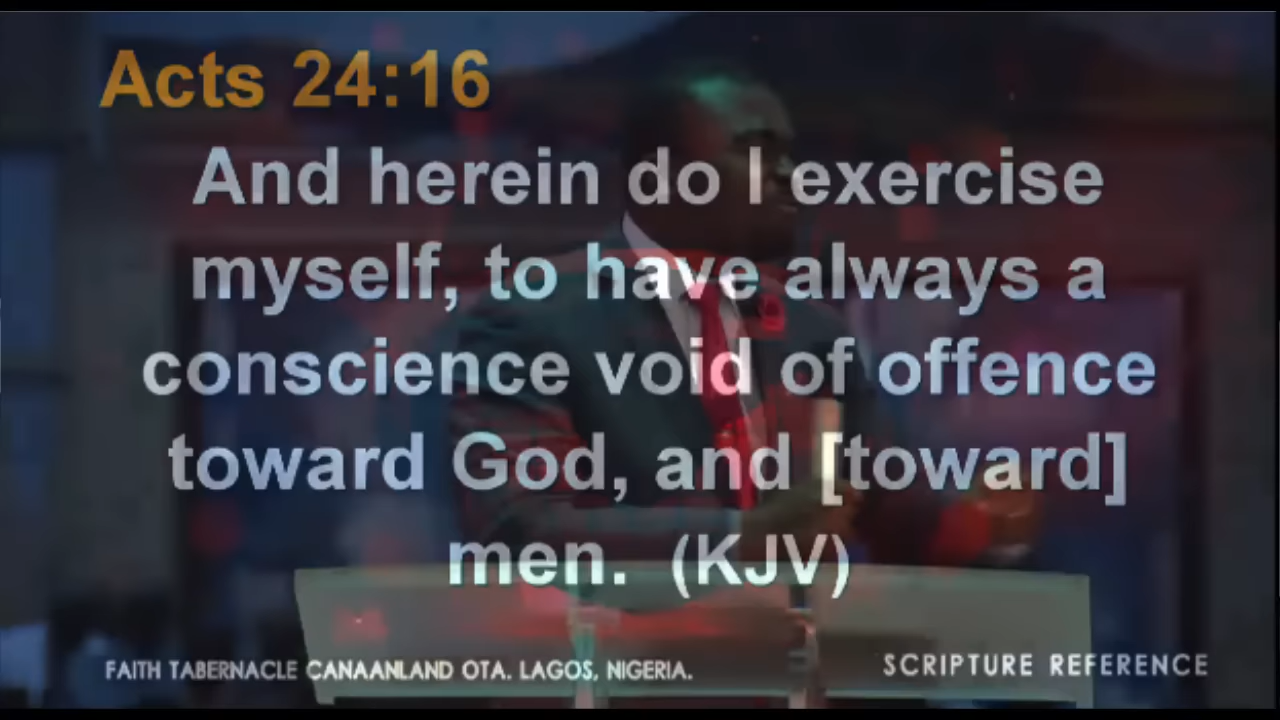 Acts 24:16
And herein do I exercise
myself, to have always a
conscience void of offence
toward God, and [toward]
men. (KJV)
FAITH TABERNACLE CANAANLAND OTA. LAGOS, NIGERIA.
SCRIPTURE REFERENCE